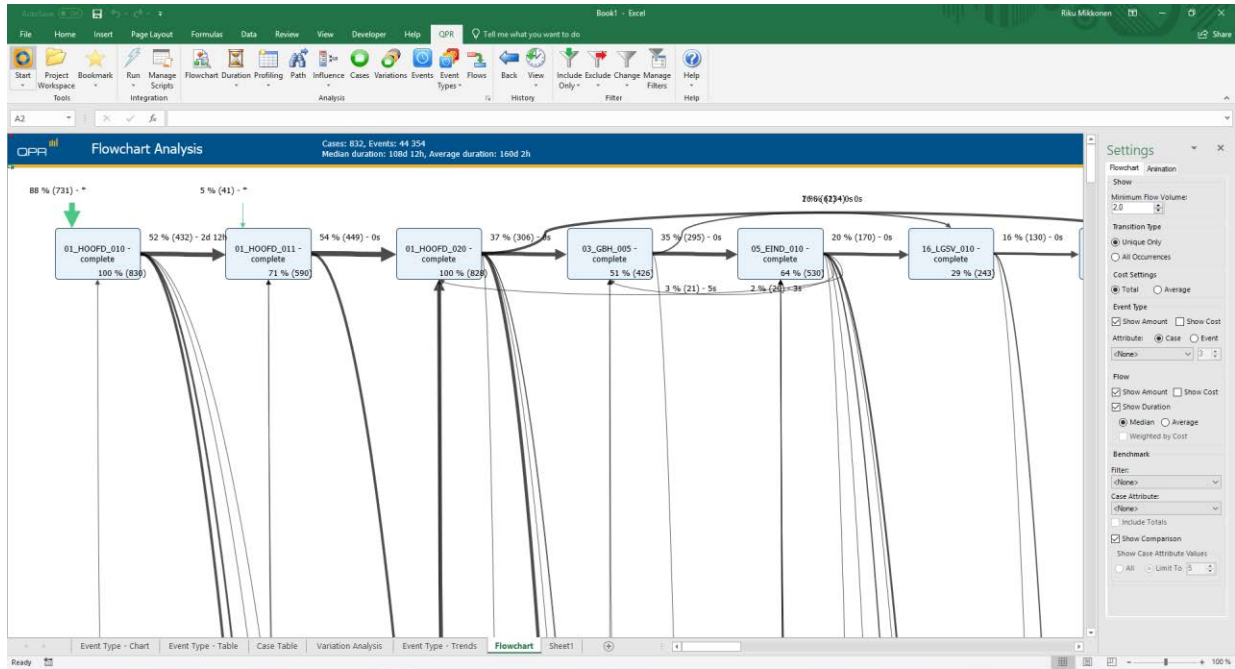 AutoSave Off Book1 - Excel Riku Mikkonen
File Home Insert Page Layout Formulas Data Review View Developer Help QPR Tell me what you want to do Share
Start Project Workspace Bookmark Run Manage Scripts Flowchart Duration Profiling Path Influence Cases Variations Events Event Types Flows Back View Include Only Exclude Change Manage Filters Help
Tools Integration Analysis History Filter Help
A2 fx
QPR Flowchart Analysis
Cases: 832, Events: 44 354
Median duration: 108d 12h, Average duration: 160d 2h
88 % (731) - *
5 % (41) - *
52 % (432) - 2d 12h
54 % (449) - 0s
37 % (306) - 0s
35 % (295) - 0s
20 % (170) - 0s
16 % (130) - 0s
01_HOOFD_010 -
complete
100 % (830)
01_HOOFD_011 -
complete
71 % (590)
01_HOOFD_020 -
complete
100 % (828)
03_GBH_005 -
complete
51 % (426)
05_EIND_010 -
complete
64 % (530)
16_LGSV_010 -
complete
29 % (243)
3 % (21) - 5s
2 % - 3s
Settings
Flowchart Animation
Show
Minimum Flow Volume:
2.0
Transition Type
Unique Only
All Occurrences
Cost Settings
Total Average
Event Type
Show Amount Show Cost
Attribute: Case Event
<None> 3
Flow
Show Amount Show Cost
Show Duration
Median Average
Weighted by Cost
Benchmark
Filter:
<None>
Case Attribute:
<None>
Include Totals
Show Comparison
Show Case Attribute Values
All Limit To 5
Event Type - Chart Event Type - Table Case Table Variation Analysis Event Type - Trends Flowchart Sheet1
Ready 100 %